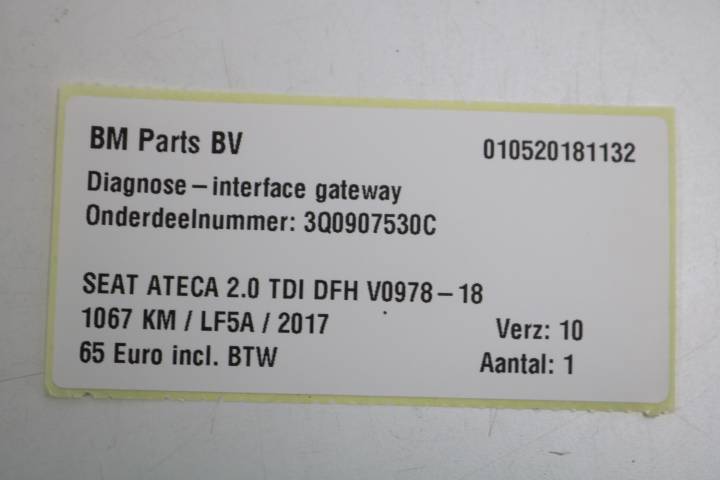 BM Parts BV 010520181132
Diagnose – interface gateway
Onderdeelnummer: 3Q0907530C
SEAT ATECA 2.0 TDI DFH V0978 – 18
1067 KM / LF5A / 2017 Verz: 10
65 Euro incl. BTW Aantal: 1